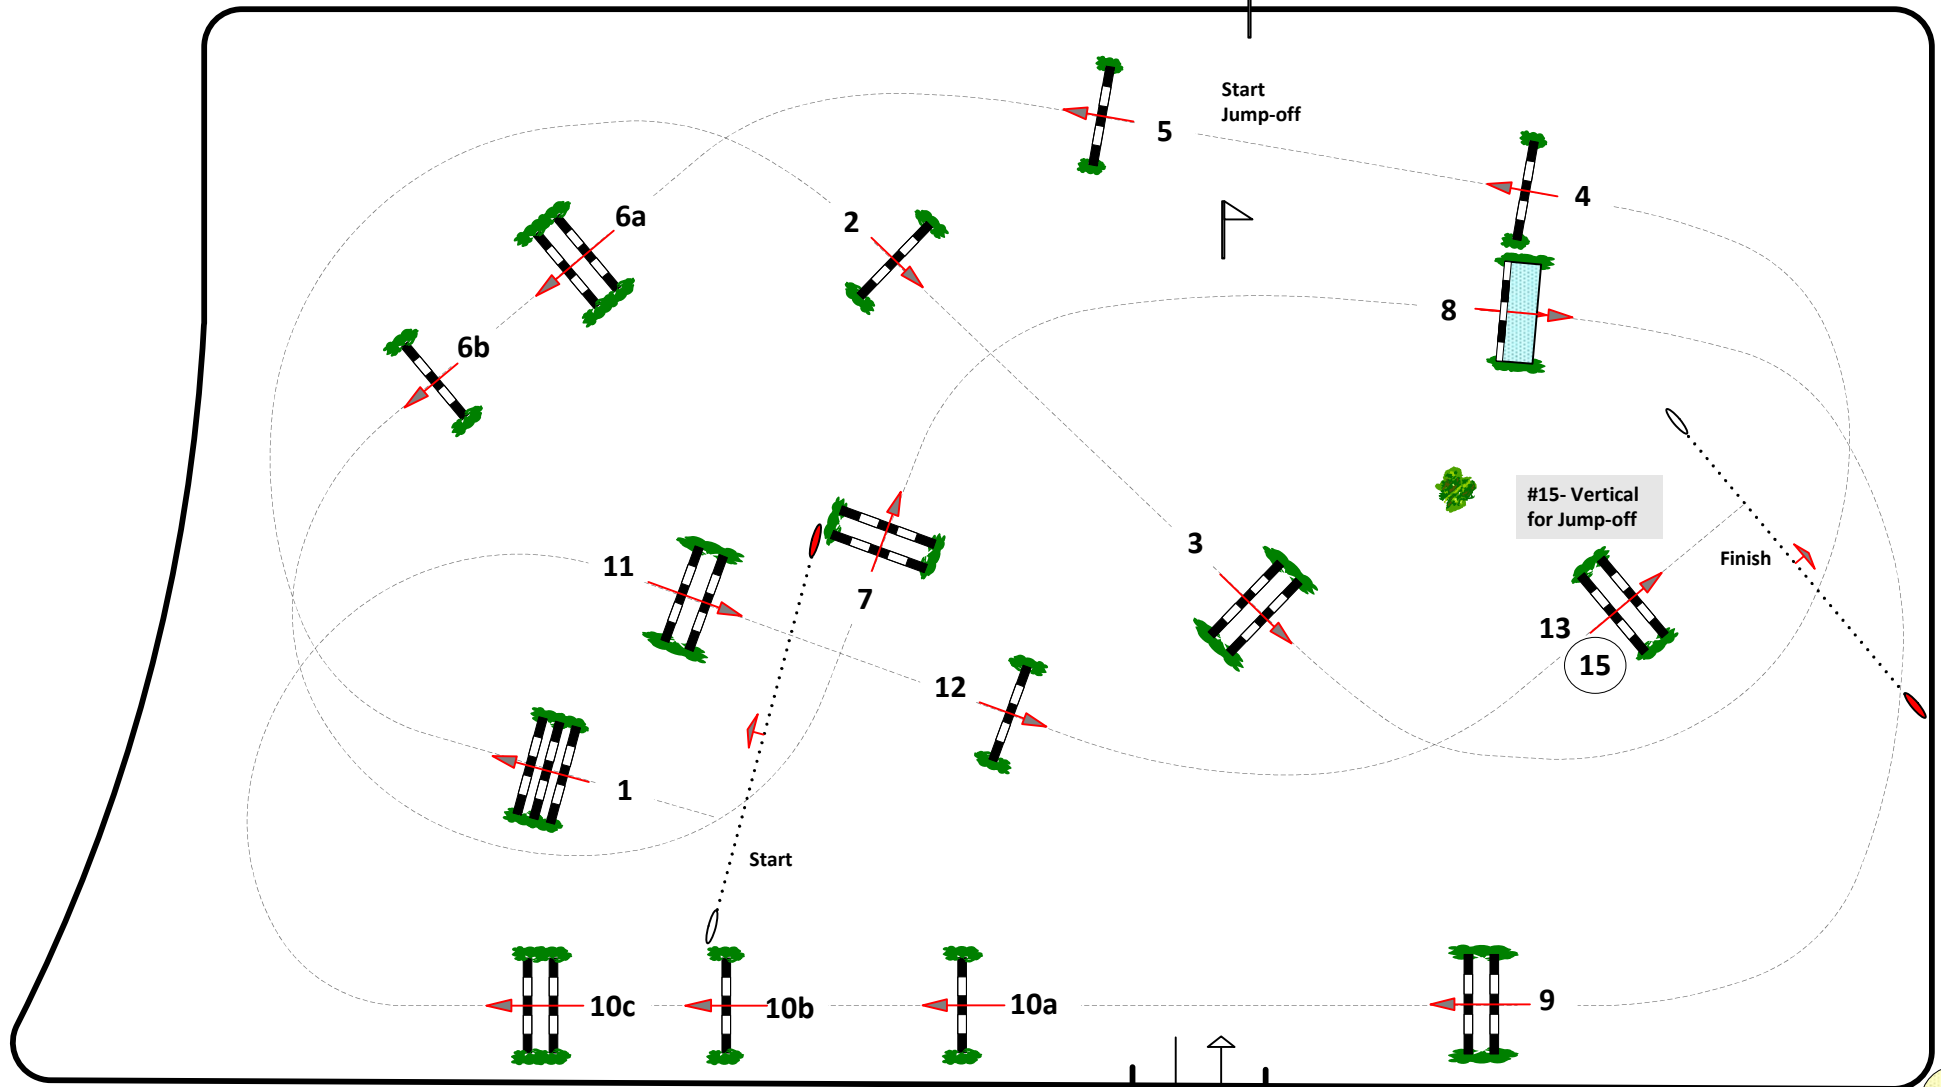 Start
Jump-off
5
4
6a
2
8
6b
#15- Vertical
for Jump-off
3
Finish
11
7
13
15
12
1
Start
9
10c
10b
10a